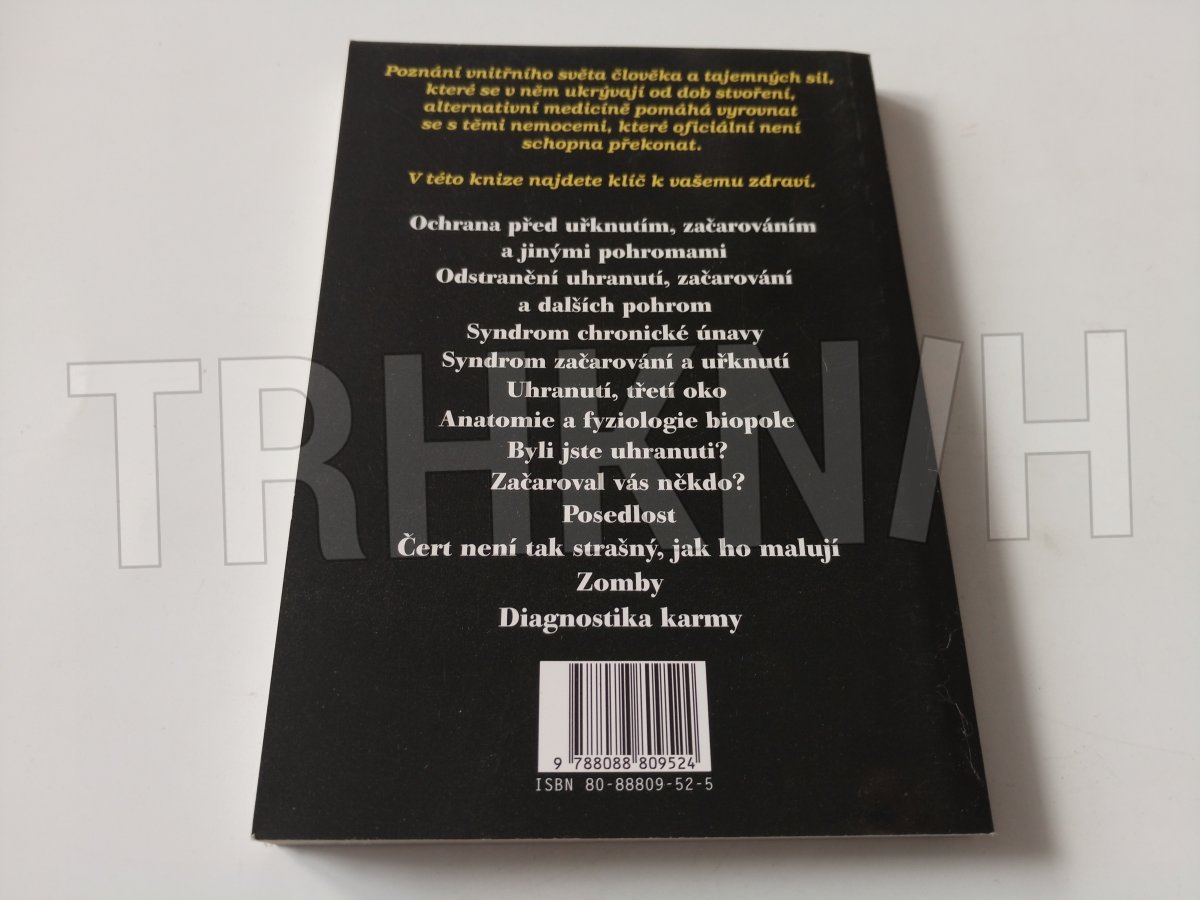 Poznání vnitřního světa člověka a tajemných sil,
které se v něm ukrývají od dob stvoření,
alternativní medicíně pomáhá vyrovnat
se s těmi nemocemi, které oficiální není
schopna překonat.
V této knize najdete klíč k vašemu zdraví.
Ochrana před uřknutím, začarováním
a jinými pohromami
Odstranění uhranutí, začarování
a dalších pohrom
Syndrom chronické únavy
Syndrom začarování a uřknutí
Uhranutí, třetí oko
Anatomie a fyziologie biopole
Byli jste uhranuti?
Začaroval vás někdo?
Posedlost
Čert není tak strašný, jak ho malují
Zomby
Diagnostika karmy
9 788088 809524
ISBN 80-88809-52-5
TRHKNIH